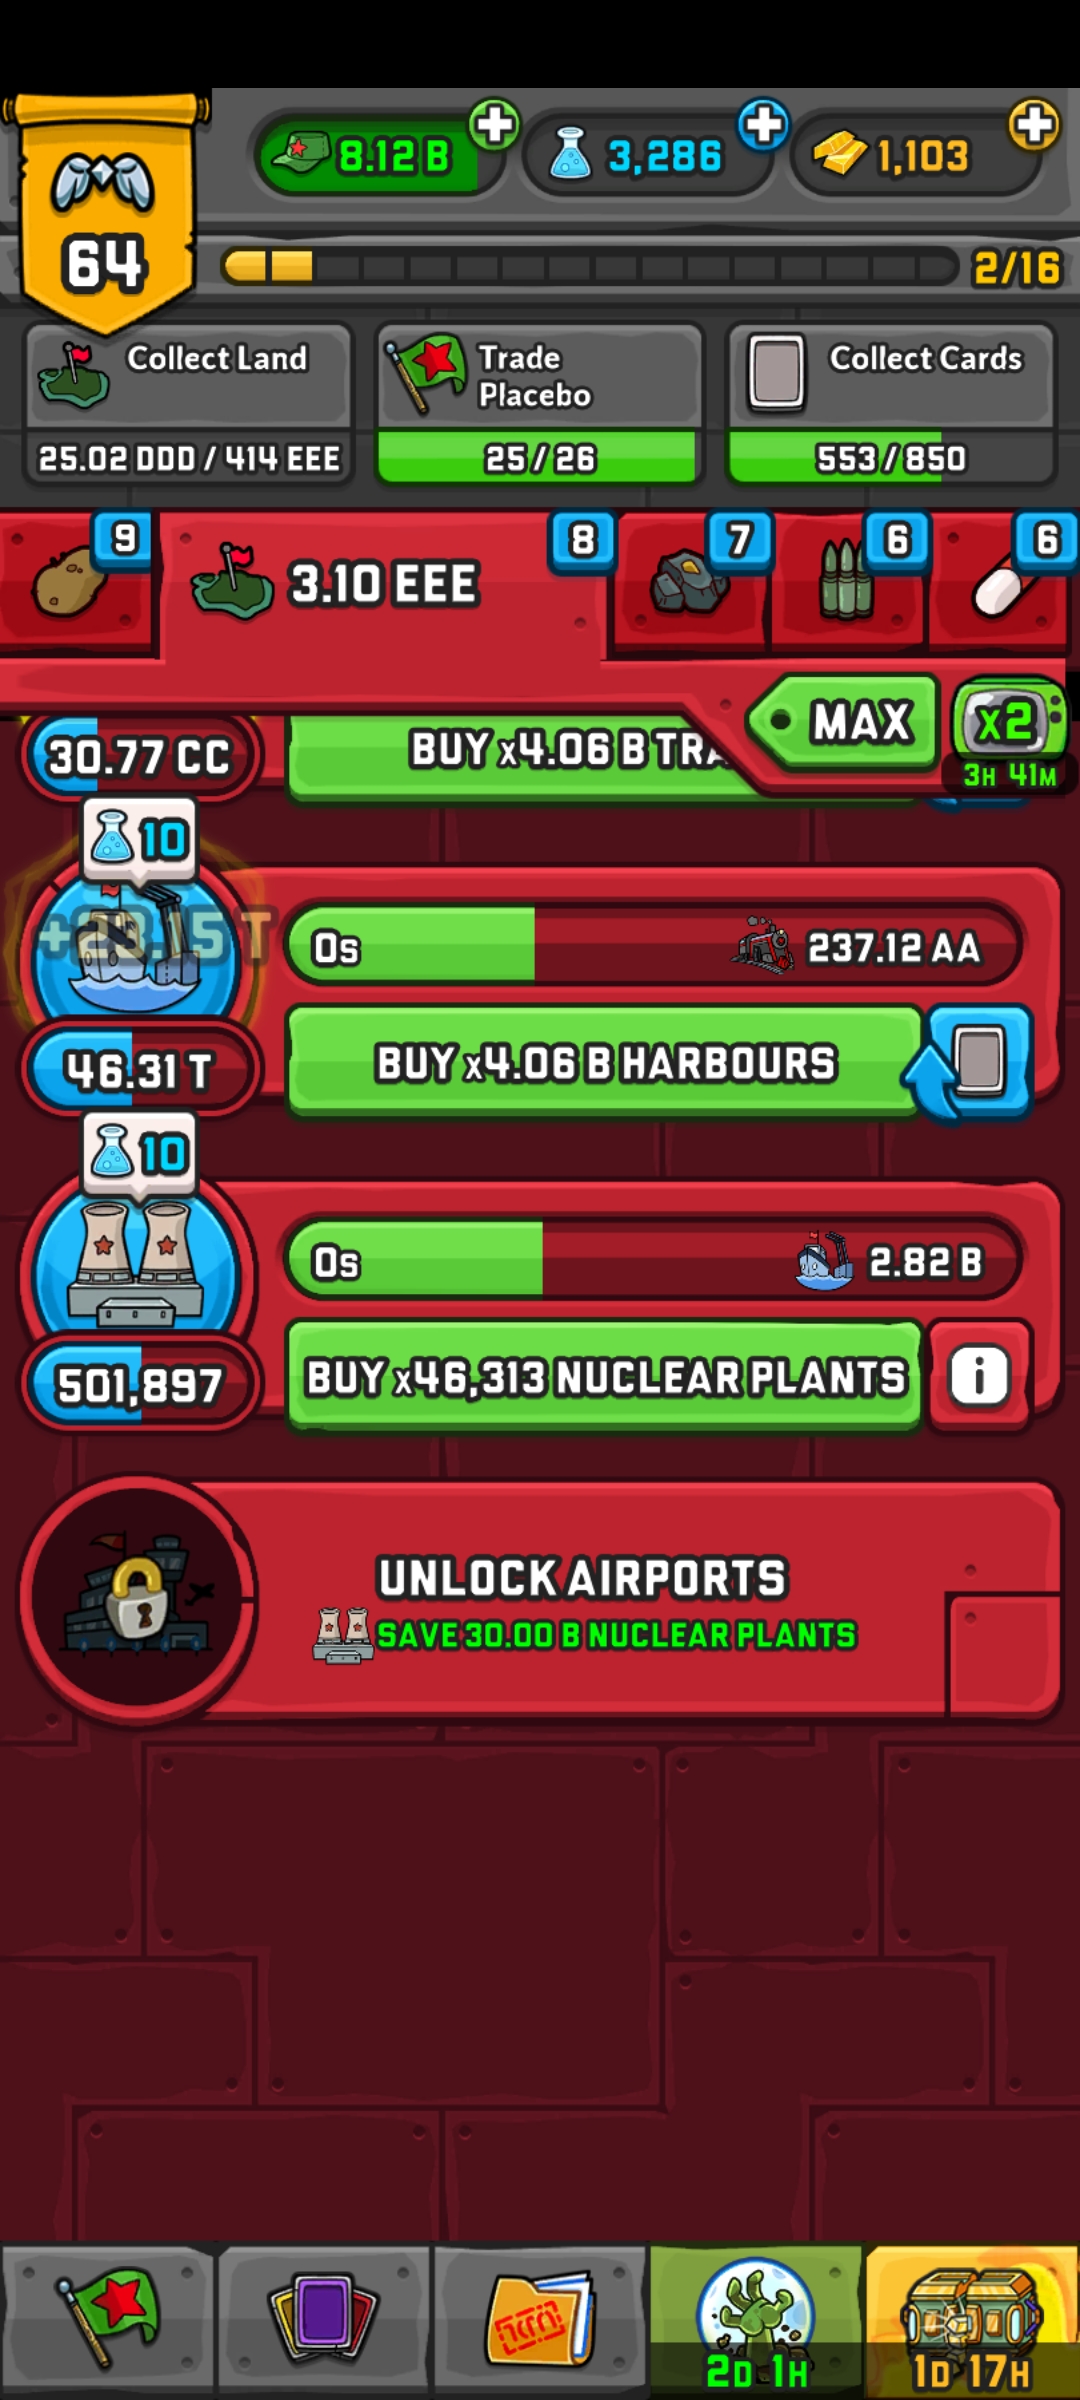 8.12 B
3,286
1,103
64
2/16
Collect Land
25.02 DDD / 414 EEE
Trade
Placebo
25 / 26
Collect Cards
553 / 850
9
3.10 EEE
8
7
6
6
MAX
x2
3H 41M
30.77 CC
BUY x4.06 B TRA
10
+23.15 T
0s
237.12 AA
46.31 T
BUY x4.06 B HARBOURS
10
0s
2.82 B
501,897
BUY x46,313 NUCLEAR PLANTS
i
UNLOCK AIRPORTS
SAVE 30.00 B NUCLEAR PLANTS
2D 1H
1D 17H